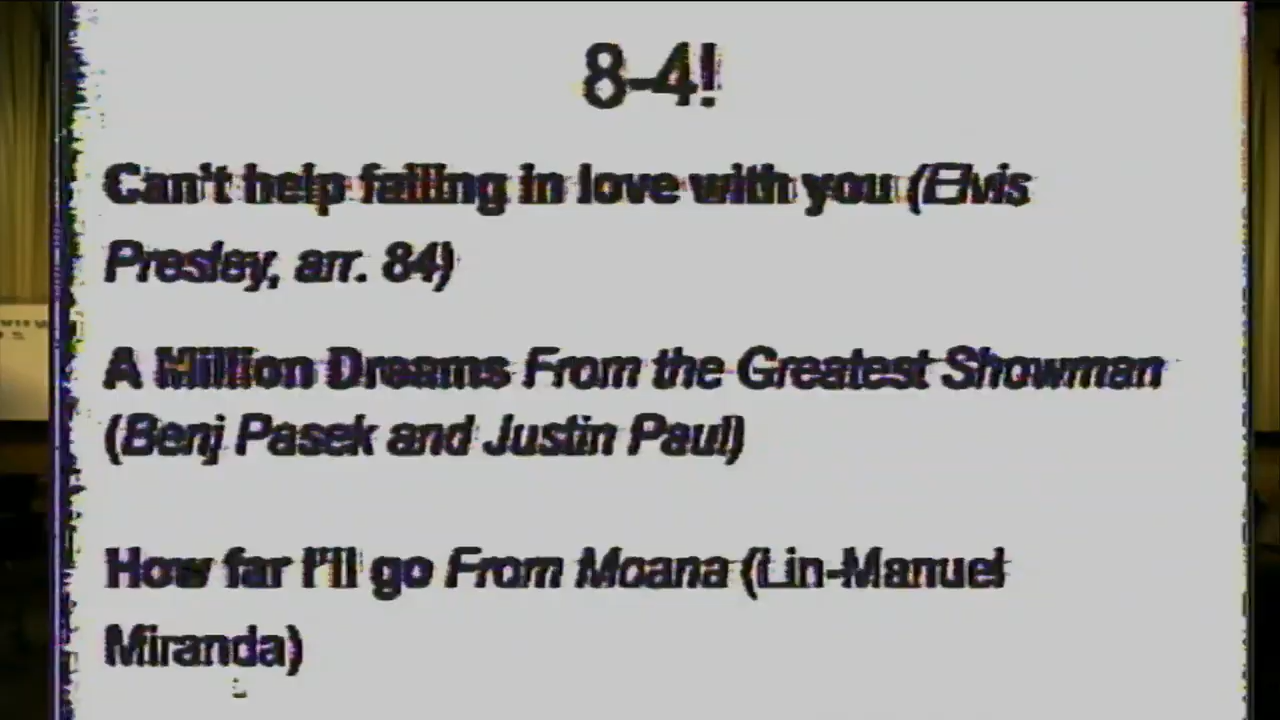 8-4!
Can't help falling in love with you (Elvis
Presley, arr. 84)
A Million Dreams From the Greatest Showman
(Benj Pasek and Justin Paul)
How far I'll go From Moana (Lin-Manuel
Miranda)